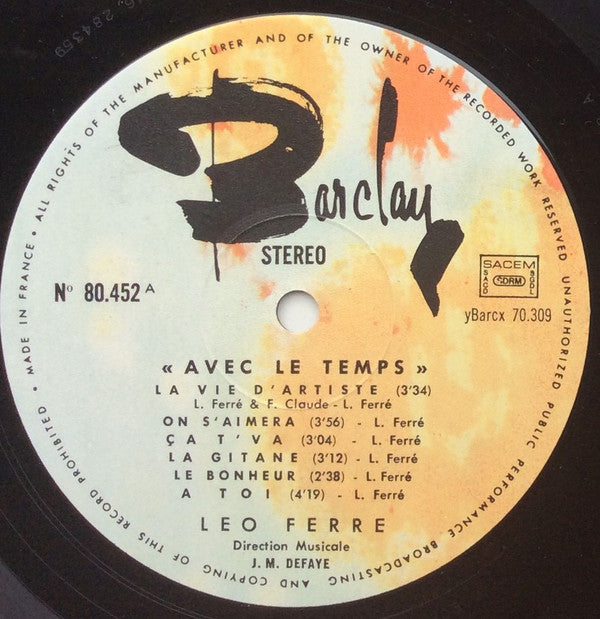 MADE IN FRANCE • ALL RIGHTS OF THE MANUFACTURER AND OF THE OWNER OF THE RECORDED WORK RESERVED UNAUTHORIZED PUBLIC PERFORMANCE BROADCASTING AND COPYING OF THIS RECORD PROHIBITED •
Barclay
STEREO
Nº 80.452 A
SACEM
SACD SDRM SGDL
yBarcx 70.309
« AVEC LE TEMPS »
LA VIE D'ARTISTE (3'34)
L. Ferré & F. Claude - L. Ferré
ON S'AIMERA (3'56) - L. Ferré
ÇA T'VA (3'04) - L. Ferré
LA GITANE (3'12) - L. Ferré
LE BONHEUR (2'38) - L. Ferré
A TOI (4'19) - L. Ferré
LEO FERRE
Direction Musicale
J. M. DEFAYE